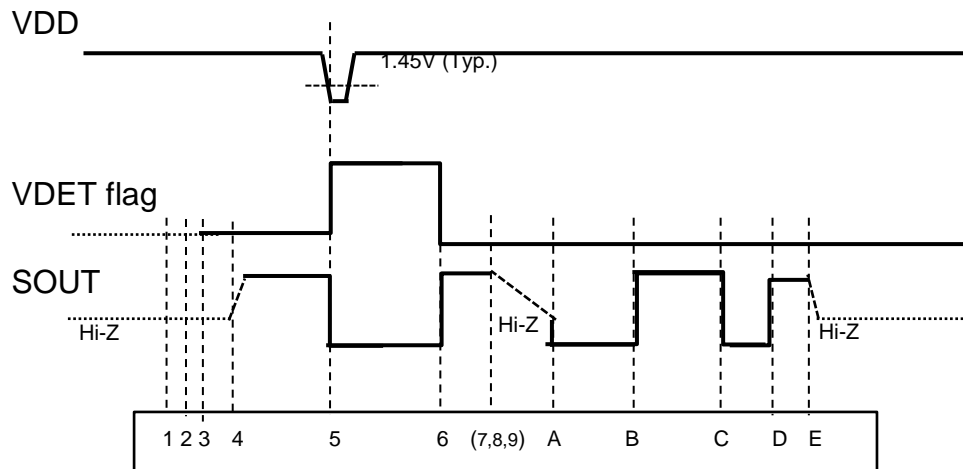 VDD
1.45V (Typ.)
VDET flag
SOUT
Hi-Z
Hi-Z
Hi-Z
1 2 3 4 5 6 (7,8,9) A B C D E